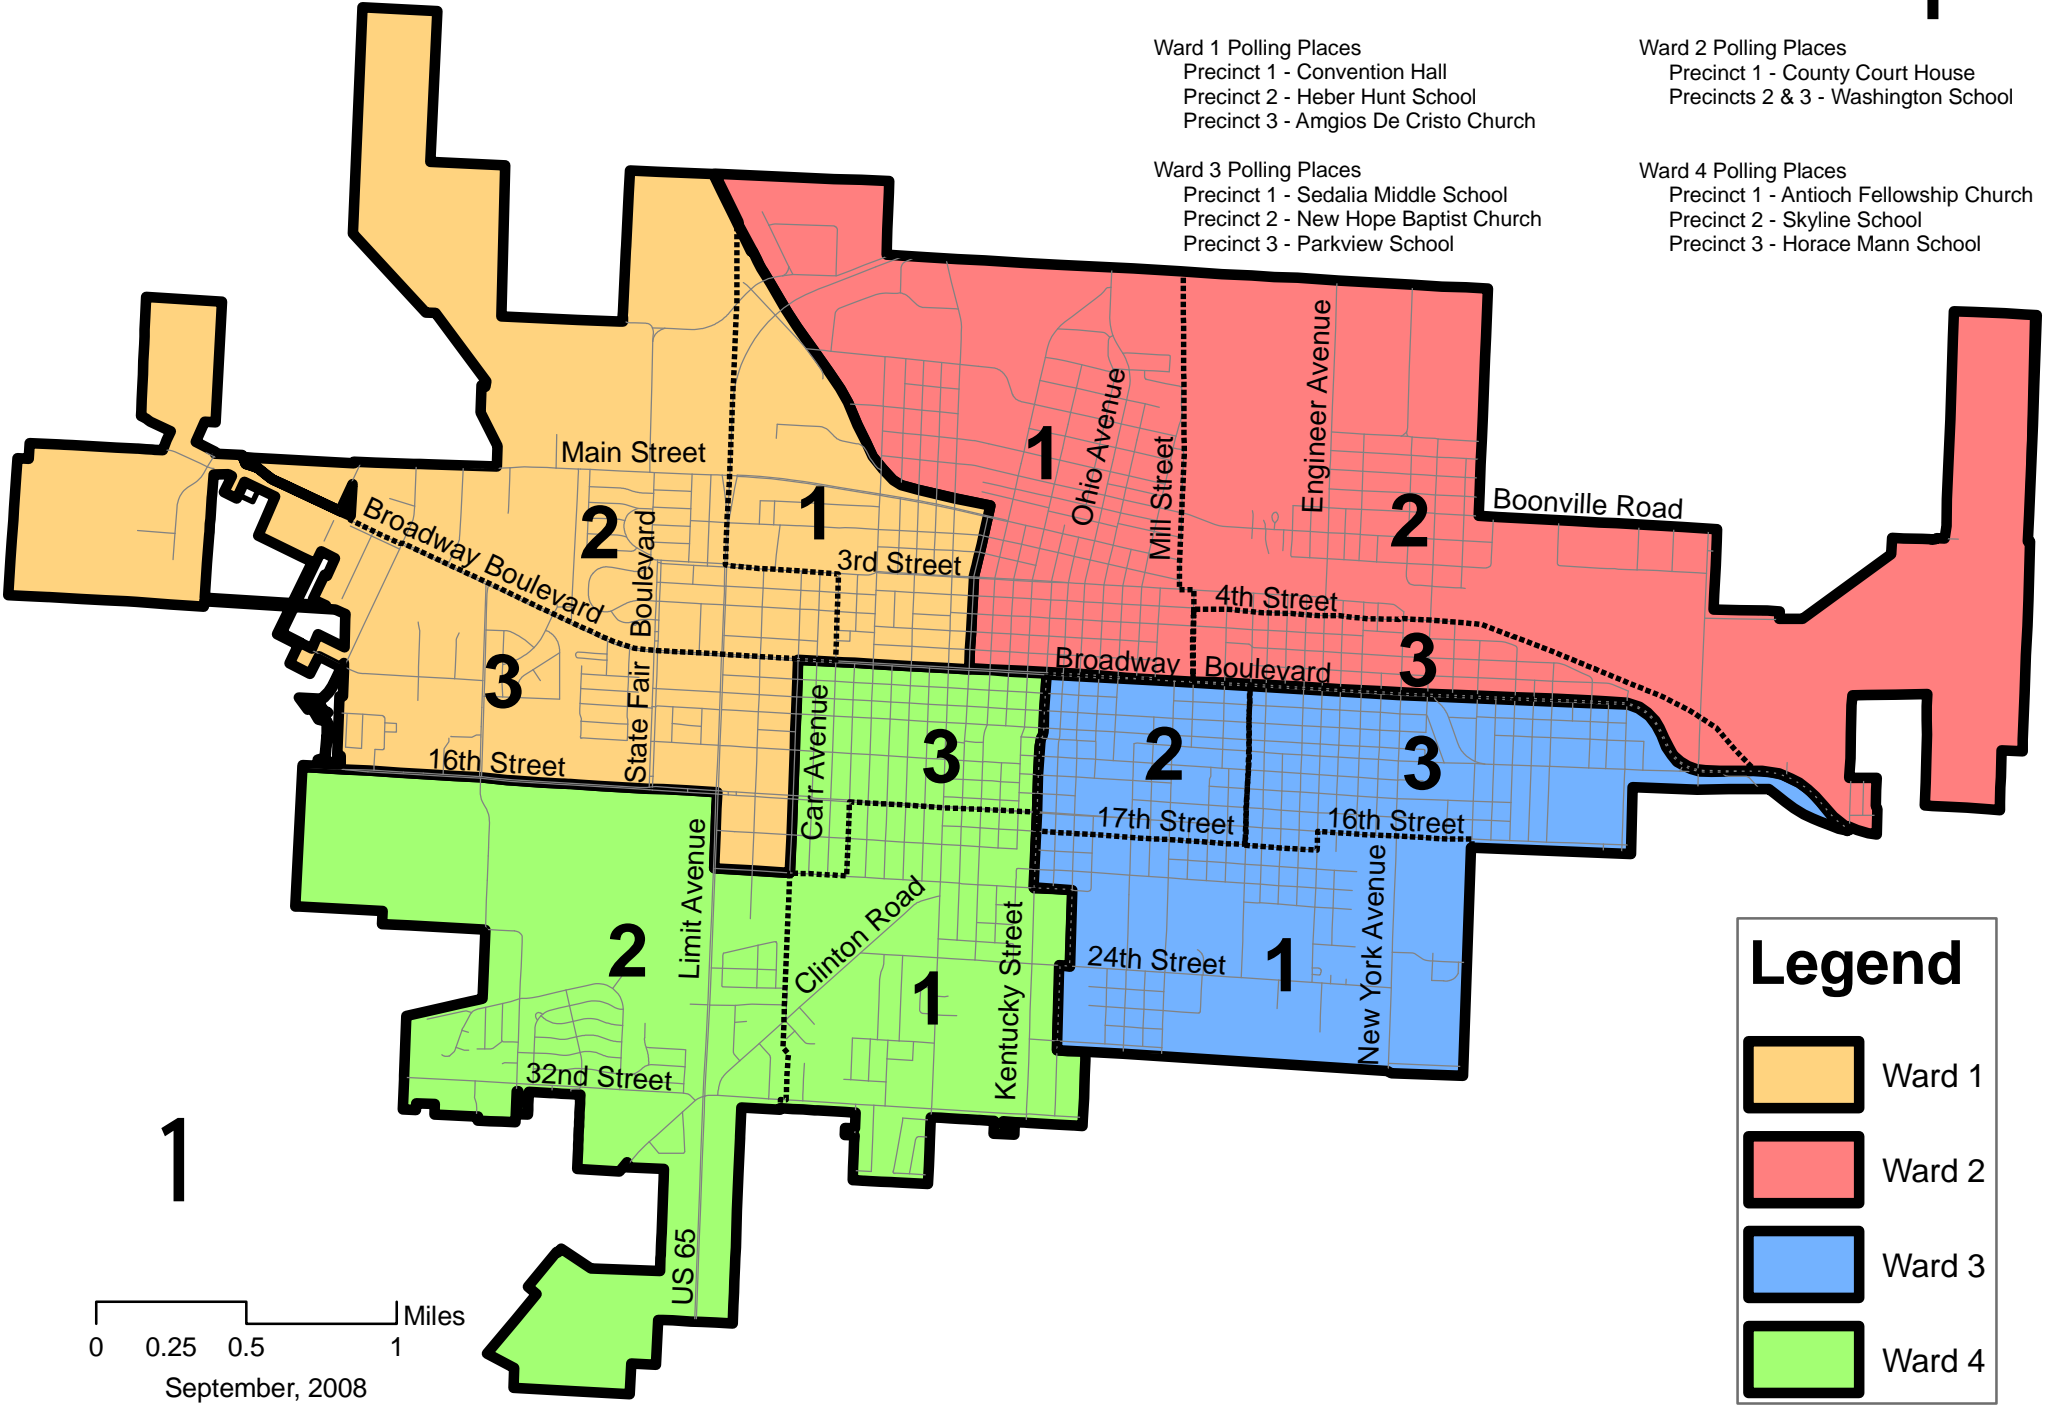 Ward 1 Polling Places
Precinct 1 - Convention Hall
Precinct 2 - Heber Hunt School
Precinct 3 - Amgios De Cristo Church
Ward 2 Polling Places
Precinct 1 - County Court House
Precincts 2 & 3 - Washington School
Ward 3 Polling Places
Precinct 1 - Sedalia Middle School
Precinct 2 - New Hope Baptist Church
Precinct 3 - Parkview School
Ward 4 Polling Places
Precinct 1 - Antioch Fellowship Church
Precinct 2 - Skyline School
Precinct 3 - Horace Mann School
Engineer Avenue
Ohio Avenue
Main Street
1
Mill Street
2
Boonville Road
1
2
Broadway Boulevard
3rd Street
State Fair Boulevard
4th Street
3
Broadway Boulevard
3
Carr Avenue
3
2
3
16th Street
17th Street
16th Street
Limit Avenue
New York Avenue
Clinton Road
Kentucky Street
2
24th Street
1
1
32nd Street
US 65
1
Legend
Ward 1
Ward 2
Ward 3
Ward 4
Miles
0 0.25 0.5 1
September, 2008